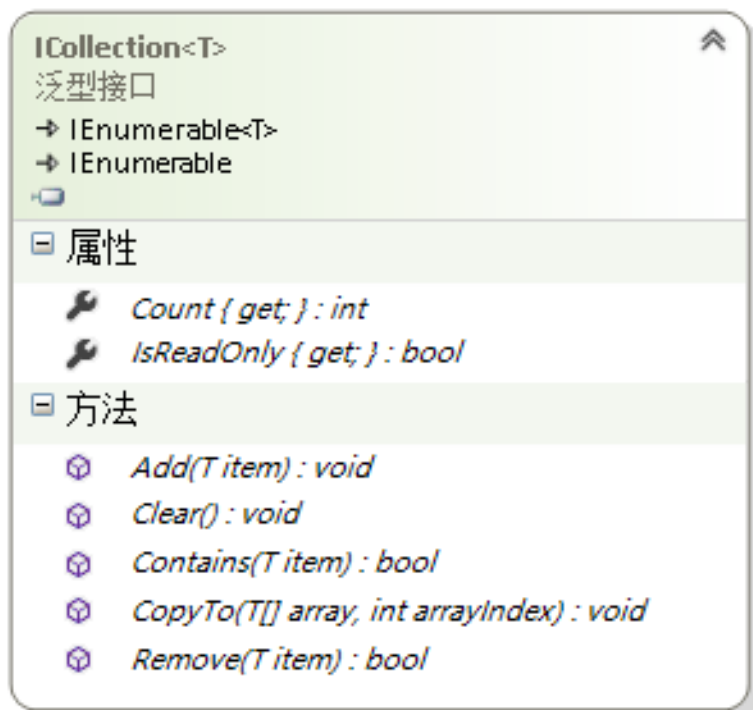 ICollection<T>
泛型接口
IEnumerable<T>
IEnumerable
属性
Count { get; } : int
IsReadOnly { get; } : bool
方法
Add(T item) : void
Clear() : void
Contains(T item) : bool
CopyTo(T[] array, int arrayIndex) : void
Remove(T item) : bool